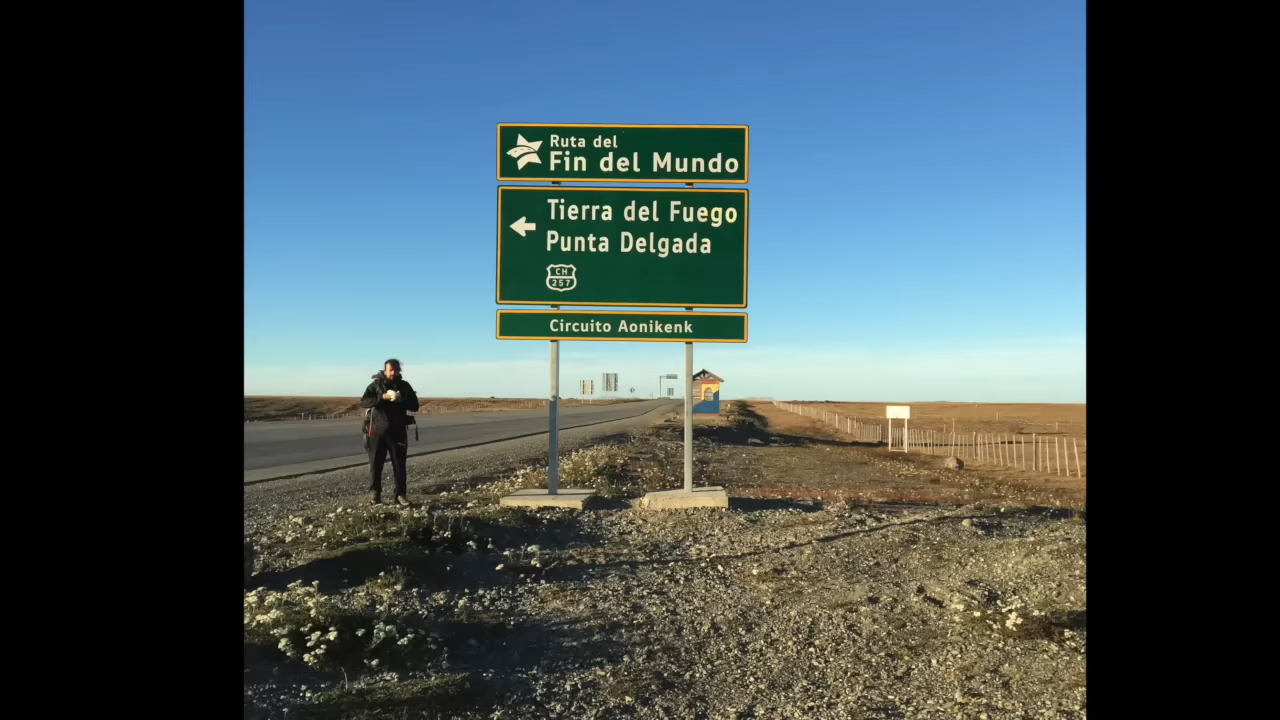 Ruta del
Fin del Mundo
Tierra del Fuego
Punta Delgada
CH
257
Circuito Aonikenk